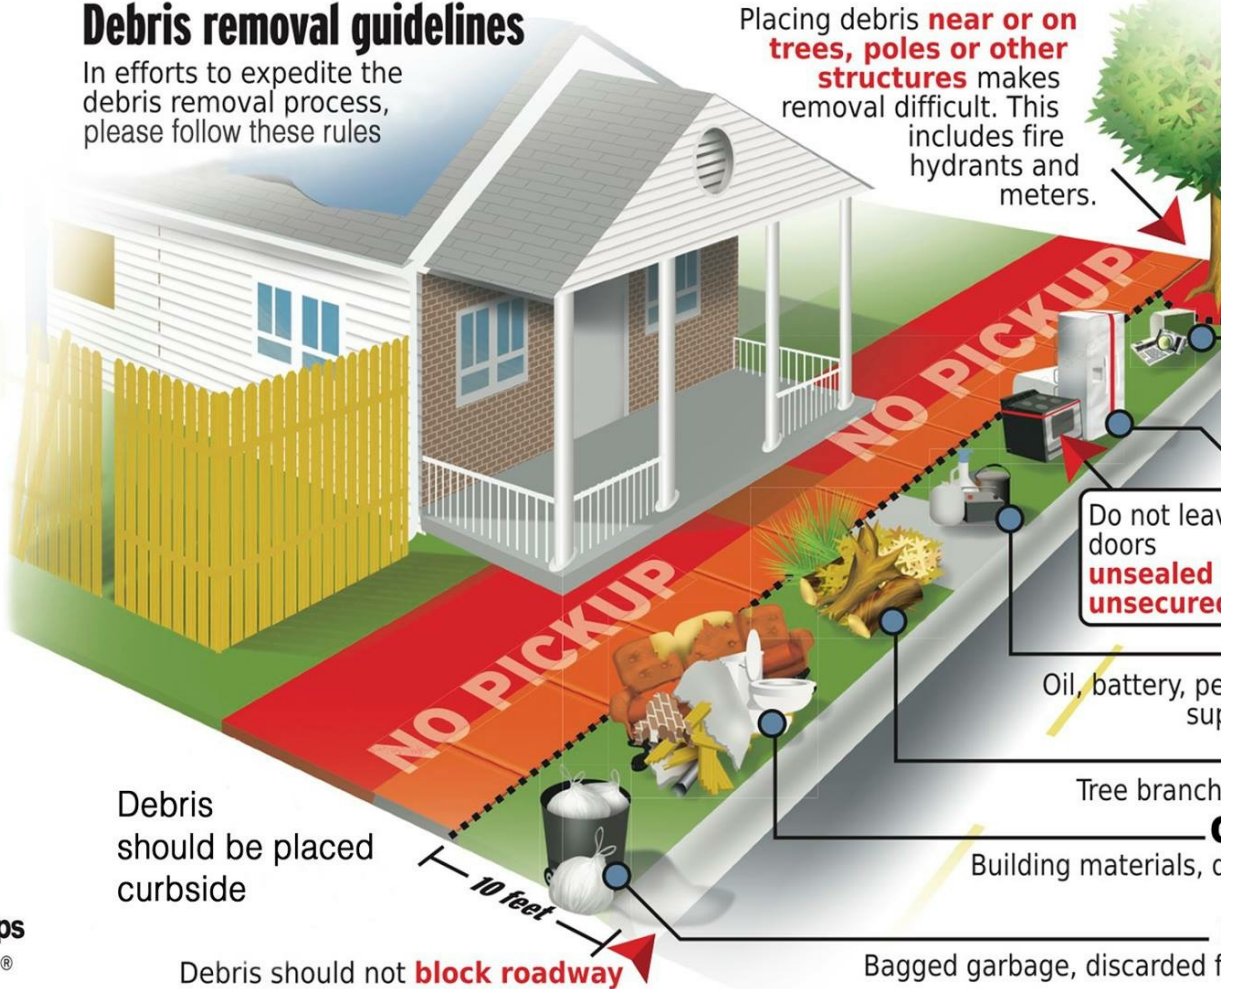 Debris removal guidelines
In efforts to expedite the
debris removal process,
please follow these rules
Placing debris near or on
trees, poles or other
structures makes
removal difficult. This
includes fire
hydrants and
meters.
NO PICKUP
NO PICKUP
Do not leav
doors
unsealed
unsecured
Oil, battery, pe
sup
Tree branch
Building materials, d
Debris
should be placed
curbside
10 feet
ps
®
Debris should not block roadway
Bagged garbage, discarded f